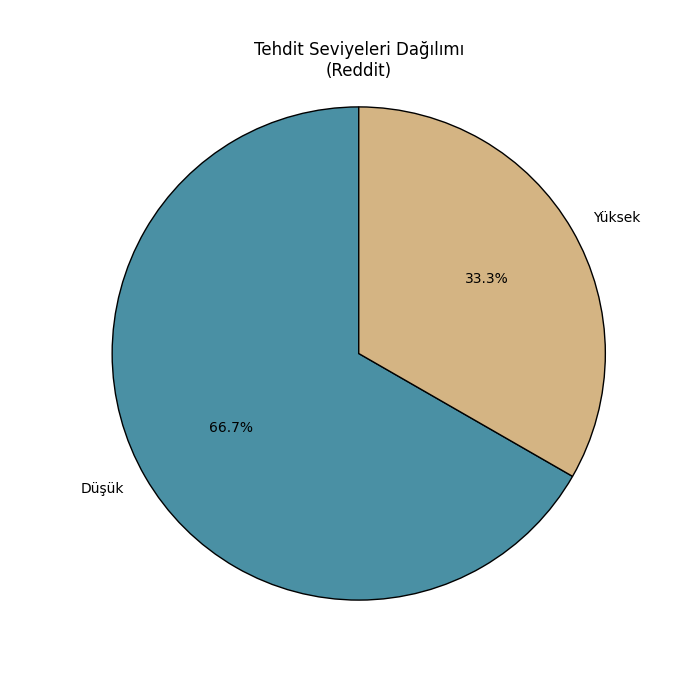 Tehdit Seviyeleri Dağılımı
(Reddit)
Yüksek
33.3%
66.7%
Düşük